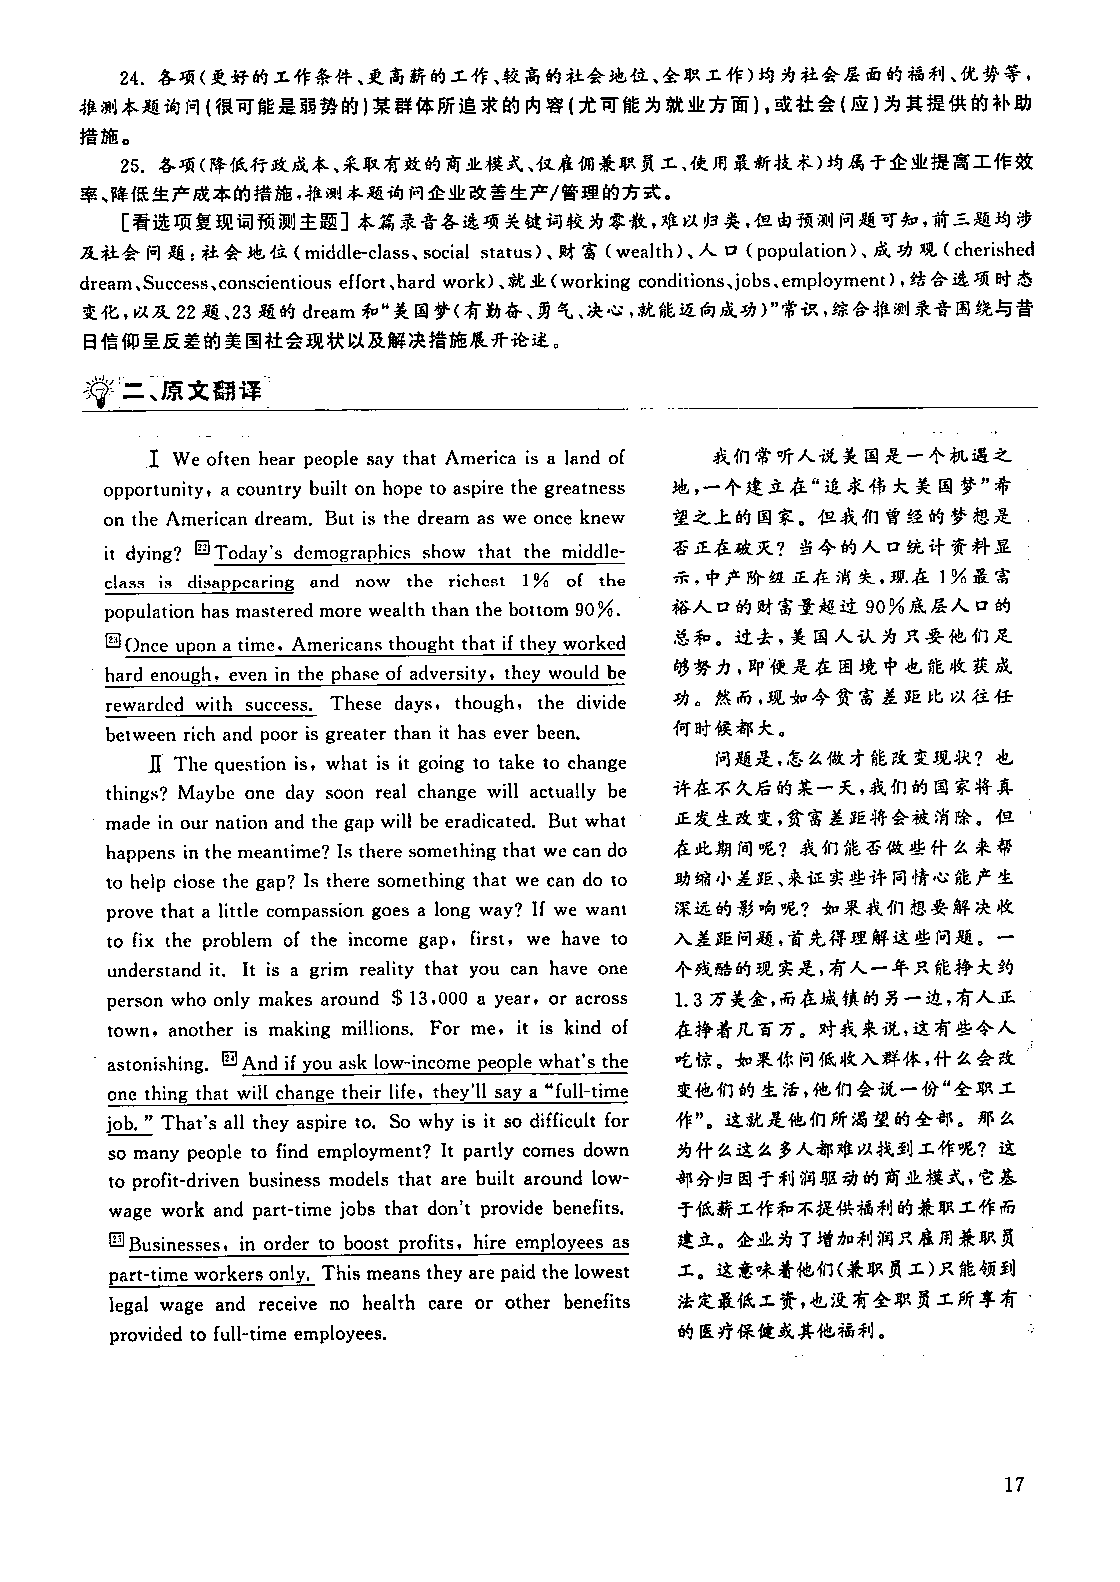 24. 各项(更好的工作条件、更高薪的工作、较高的社会地位、全职工作)均为社会层面的福利、优势等,
推测本题询问(很可能是弱势的)某群体所追求的内容(尤可能为就业方面),或社会(应)为其提供的补助
措施。
25. 各项(降低行政成本、采取有效的商业模式、仅雇佣兼职员工、使用最新技术)均属于企业提高工作效
率、降低生产成本的措施,推测本题询问企业改善生产/管理的方式。
[看选项复现词预测主题] 本篇录音各选项关键词较为零散,难以归类,但由预测问题可知,前三题均涉
及社会问题:社会地位(middle-class、social status)、财富(wealth)、人口(population)、成功观(cherished
dream、Success、conscientious effort、hard work)、就业(working conditions、jobs、employment),结合选项时态
变化,以及 22 题、23 题的 dream 和“美国梦(有勤奋、勇气、决心,就能迈向成功)”常识,综合推测录音围绕与昔
日信仰呈反差的美国社会现状以及解决措施展开论述。
二、原文翻译
Ⅰ We often hear people say that America is a land of
opportunity, a country built on hope to aspire the greatness
on the American dream. But is the dream as we once knew
it dying? [22]Today's demographics show that the middle-
class is disappearing and now the richest 1% of the
population has mastered more wealth than the bottom 90%.
[23]Once upon a time, Americans thought that if they worked
hard enough, even in the phase of adversity, they would be
rewarded with success. These days, though, the divide
between rich and poor is greater than it has ever been.
Ⅱ The question is, what is it going to take to change
things? Maybe one day soon real change will actually be
made in our nation and the gap will be eradicated. But what
happens in the meantime? Is there something that we can do
to help close the gap? Is there something that we can do to
prove that a little compassion goes a long way? If we want
to fix the problem of the income gap, first, we have to
understand it. It is a grim reality that you can have one
person who only makes around $13,000 a year, or across
town, another is making millions. For me, it is kind of
astonishing. [24]And if you ask low-income people what's the
one thing that will change their life, they'll say a “full-time
job.” That's all they aspire to. So why is it so difficult for
so many people to find employment? It partly comes down
to profit-driven business models that are built around low-
wage work and part-time jobs that don't provide benefits.
[25]Businesses, in order to boost profits, hire employees as
part-time workers only. This means they are paid the lowest
legal wage and receive no health care or other benefits
provided to full-time employees.
我们常听人说美国是一个机遇之
地,一个建立在“追求伟大美国梦”希
望之上的国家。但我们曾经的梦想是
否正在破灭?当今的人口统计资料显
示,中产阶级正在消失,现在 1%最富
裕人口的财富量超过 90%底层人口的
总和。过去,美国人认为只要他们足
够努力,即便是在困境中也能收获成
功。然而,现如今贫富差距比以往任
何时候都大。
问题是,怎么做才能改变现状?也
许在不久后的某一天,我们的国家将真
正发生改变,贫富差距将会被消除。但
在此期间呢?我们能否做些什么来帮
助缩小差距、来证实些许同情心能产生
深远的影响呢?如果我们想要解决收
入差距问题,首先得理解这些问题。一
个残酷的现实是,有人一年只能挣大约
1.3 万美金,而在城镇的另一边,有人正
在挣着几百万。对我来说,这有些令人
吃惊。如果你问低收入群体,什么会改
变他们的生活,他们会说一份“全职工
作”。这就是他们所渴望的全部。那么
为什么这么多人都难以找到工作呢?这
部分归因于利润驱动的商业模式,它基
于低薪工作和不提供福利的兼职工作而
建立。企业为了增加利润只雇用兼职员
工。这意味着他们(兼职员工)只能领到
法定最低工资,也没有全职员工所享有
的医疗保健或其他福利。
17